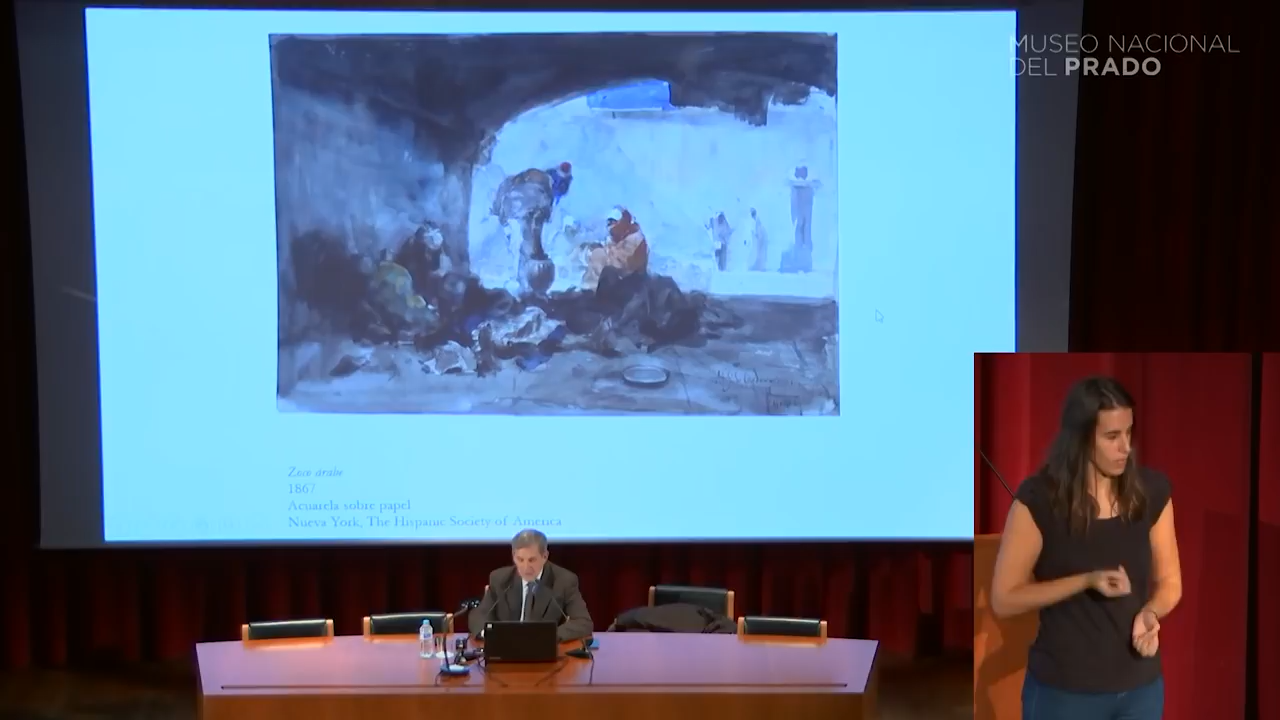 MUSEO NACIONAL
DEL PRADO
Zoco árabe
1867
Acuarela sobre papel
Nueva York, The Hispanic Society of America